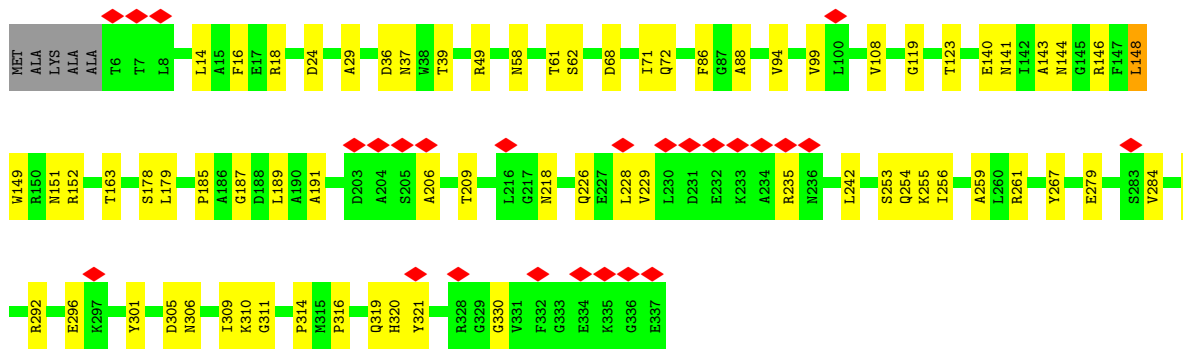 MET ALA LYS ALA ALA T6 T7 L8 L14 A15 F16 E17 R18 D24 A29 D36 N37 W38 T39 R49 N58 T61 S62 D68 I71 Q72 F86 G87 A88 V94 V99 L100 V108 G119 T123 E140 N141 I142 A143 N144 G145 R146 F147 L148
W149 R150 N151 R152 T163 S178 L179 P185 A186 G187 D188 L189 A190 A191 D203 A204 S205 A206 T209 L216 G217 N218 Q226 E227 L228 V229 L230 D231 E232 K233 A234 R235 N236 L242 S253 Q254 K255 I256 A259 L260 R261 Y267 E279 S283 V284
R292 E296 K297 Y301 D305 N306 I309 K310 G311 P314 M315 P316 Q319 H320 Y321 R328 G329 G330 V331 F332 G333 E334 K335 G336 E337